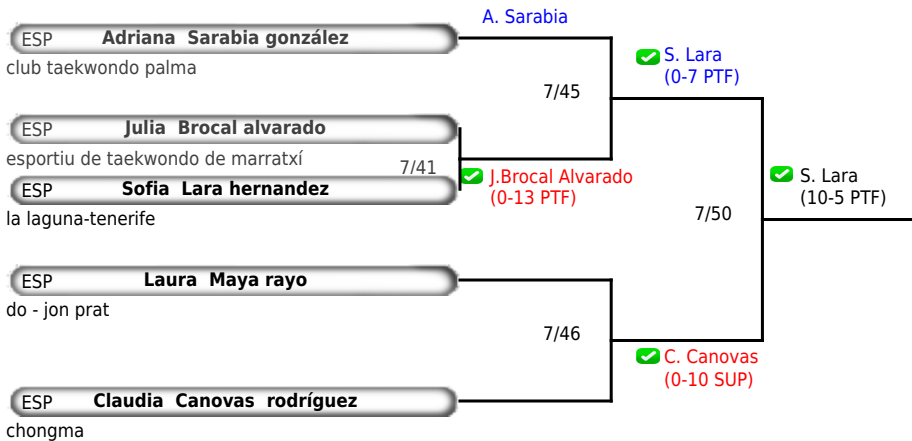 A. Sarabia
ESP Adriana Sarabia gonzález
club taekwondo palma
S. Lara
(0-7 PTF)
7/45
ESP Julia Brocal alvarado
esportiu de taekwondo de marratxí
7/41
J.Brocal Alvarado
(0-13 PTF)
ESP Sofia Lara hernandez
la laguna-tenerife
S. Lara
(10-5 PTF)
7/50
ESP Laura Maya rayo
do - jon prat
7/46
C. Canovas
(0-10 SUP)
ESP Claudia Canovas rodríguez
chongma